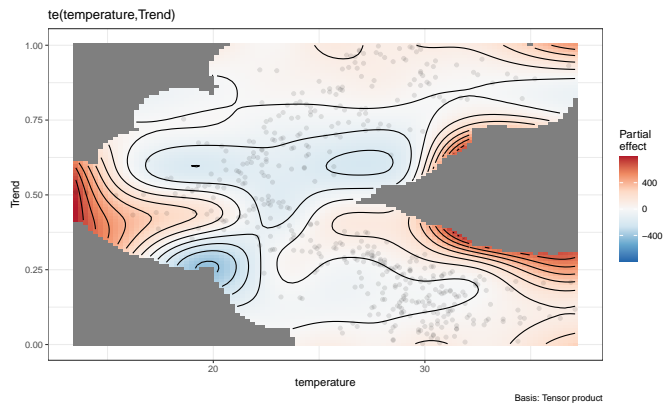 te(temperature,Trend)
1.00
0.75
0.50
0.25
0.00
Trend
20
30
temperature
Partial
effect
400
0
−400
Basis: Tensor product